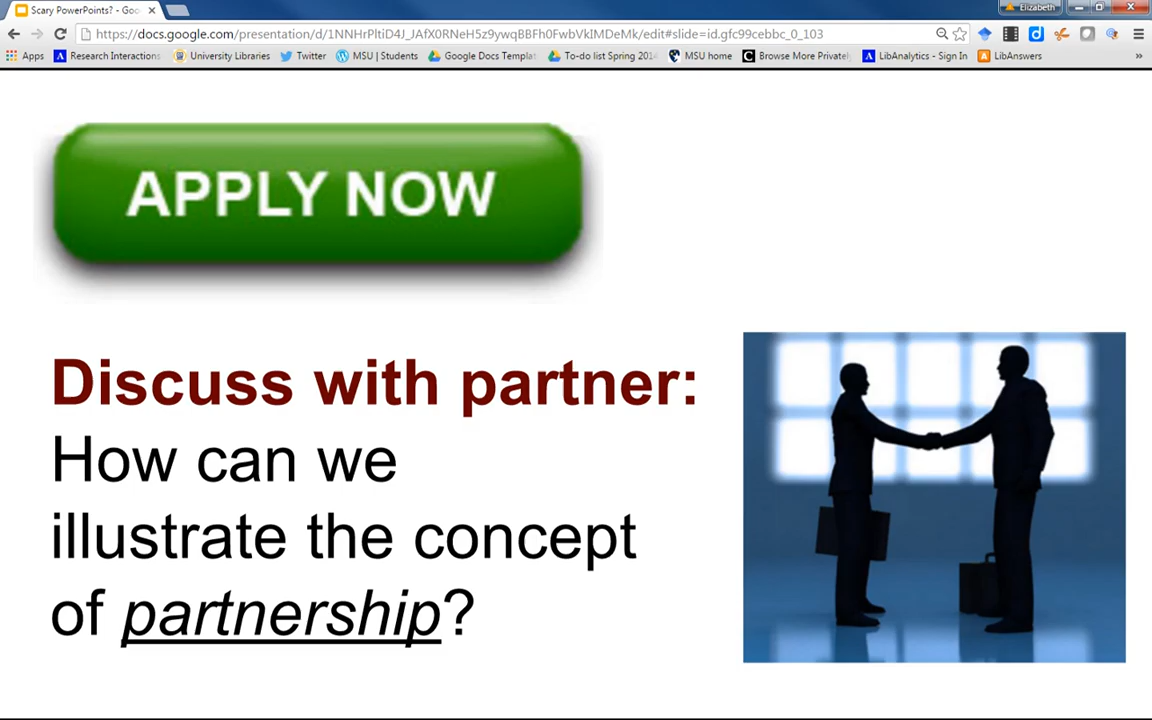 Scary PowerPoints? - Goo
Elizabeth
https://docs.google.com/presentation/d/1NNHrPltiD4J_JAfX0RNeH5z9ywqBBFh0FwbVkIMDeMk/edit#slide=id.gfc99cebbc_0_103
Apps Research Interactions University Libraries Twitter MSU | Students Google Docs Templat To-do list Spring 2014 MSU home Browse More Privatel LibAnalytics - Sign In LibAnswers »
APPLY NOW
Discuss with partner:
How can we
illustrate the concept
of partnership?